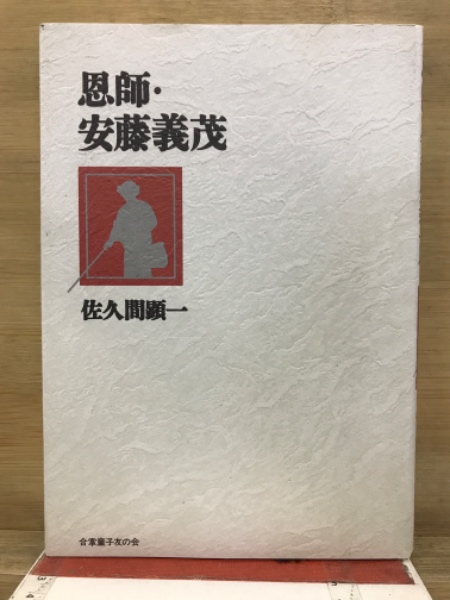 恩師・
安藤義茂
佐久間顕一
合掌童子友の会